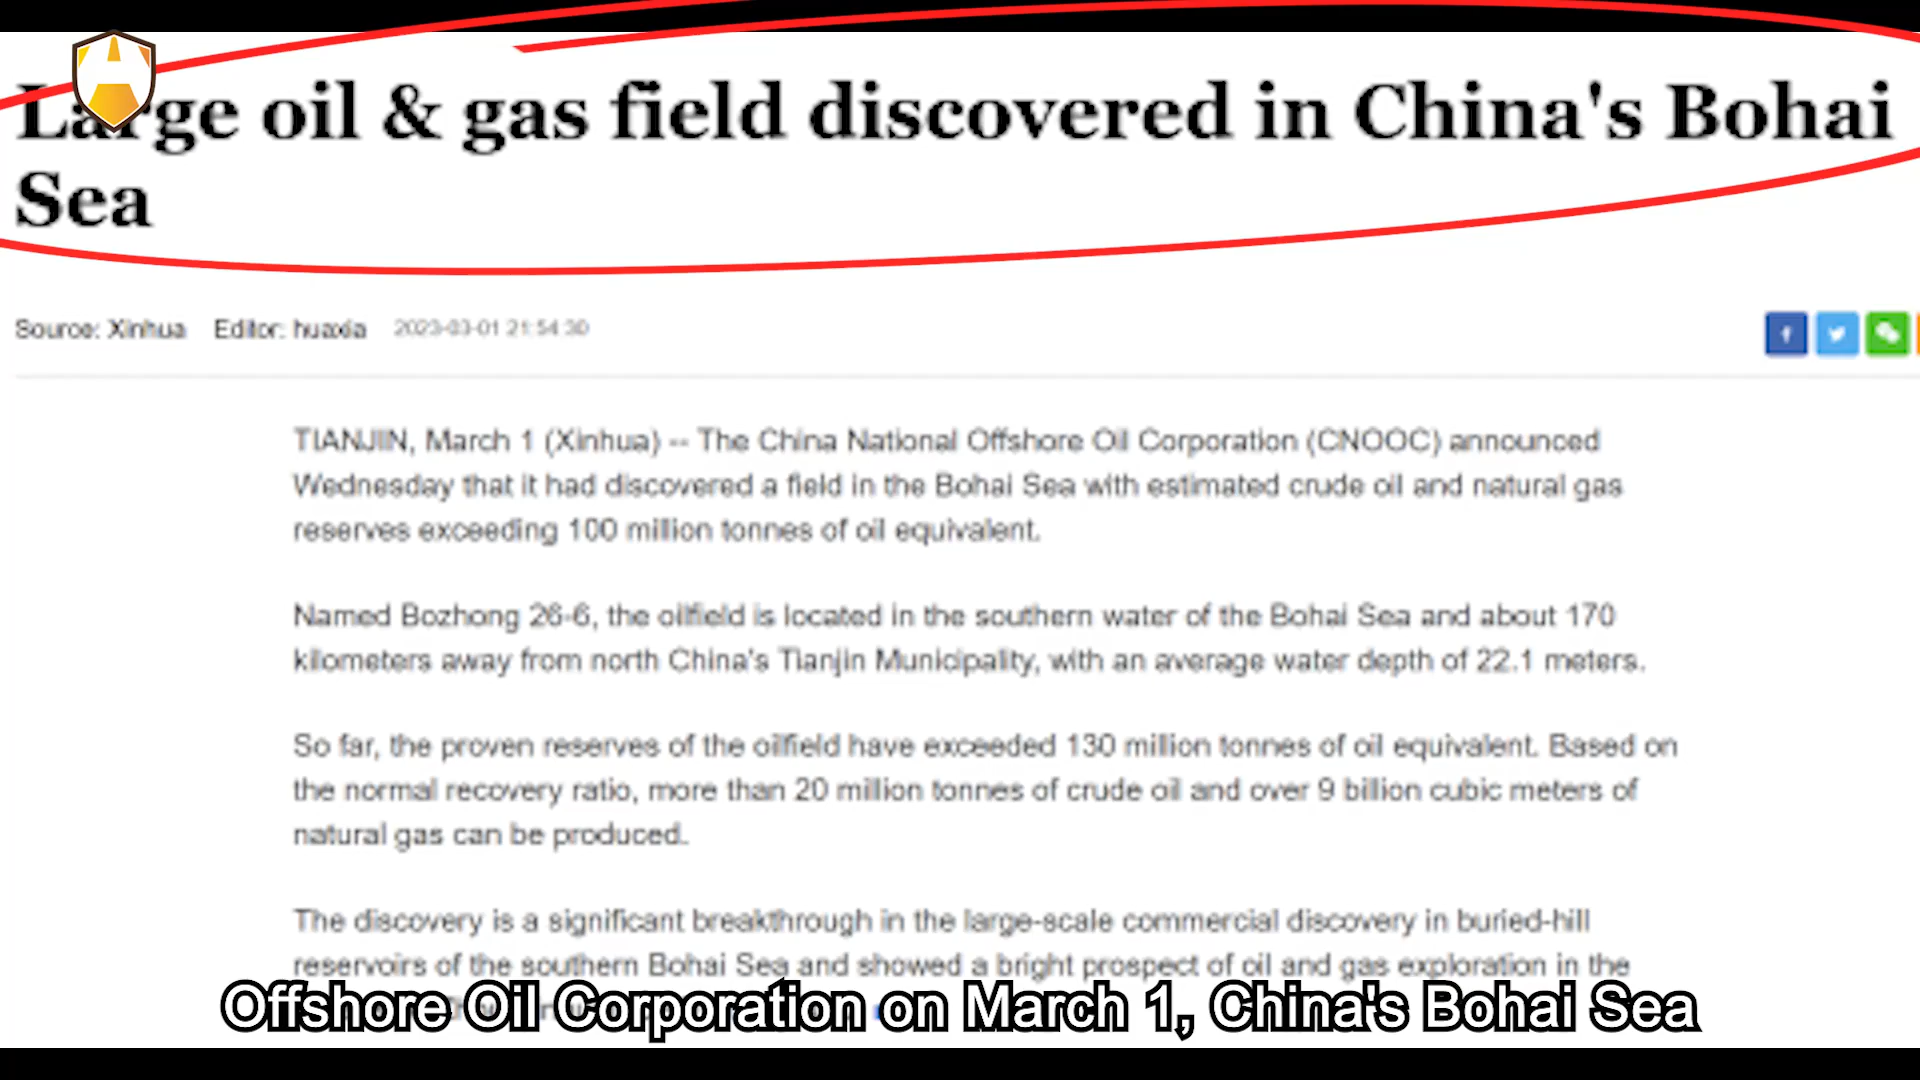 Large oil & gas field discovered in China's Bohai
Sea
Source: Xinhua Editor: huaxia 2023-03-01 21:54:30
TIANJIN, March 1 (Xinhua) -- The China National Offshore Oil Corporation (CNOOC) announced
Wednesday that it had discovered a field in the Bohai Sea with estimated crude oil and natural gas
reserves exceeding 100 million tonnes of oil equivalent.
Named Bozhong 26-6, the oilfield is located in the southern water of the Bohai Sea and about 170
kilometers away from north China's Tianjin Municipality, with an average water depth of 22.1 meters.
So far, the proven reserves of the oilfield have exceeded 130 million tonnes of oil equivalent. Based on
the normal recovery ratio, more than 20 million tonnes of crude oil and over 9 billion cubic meters of
natural gas can be produced.
The discovery is a significant breakthrough in the large-scale commercial discovery in buried-hill
reservoirs of the southern Bohai Sea and showed a bright prospect of oil and gas exploration in the
Offshore Oil Corporation on March 1, China's Bohai Sea